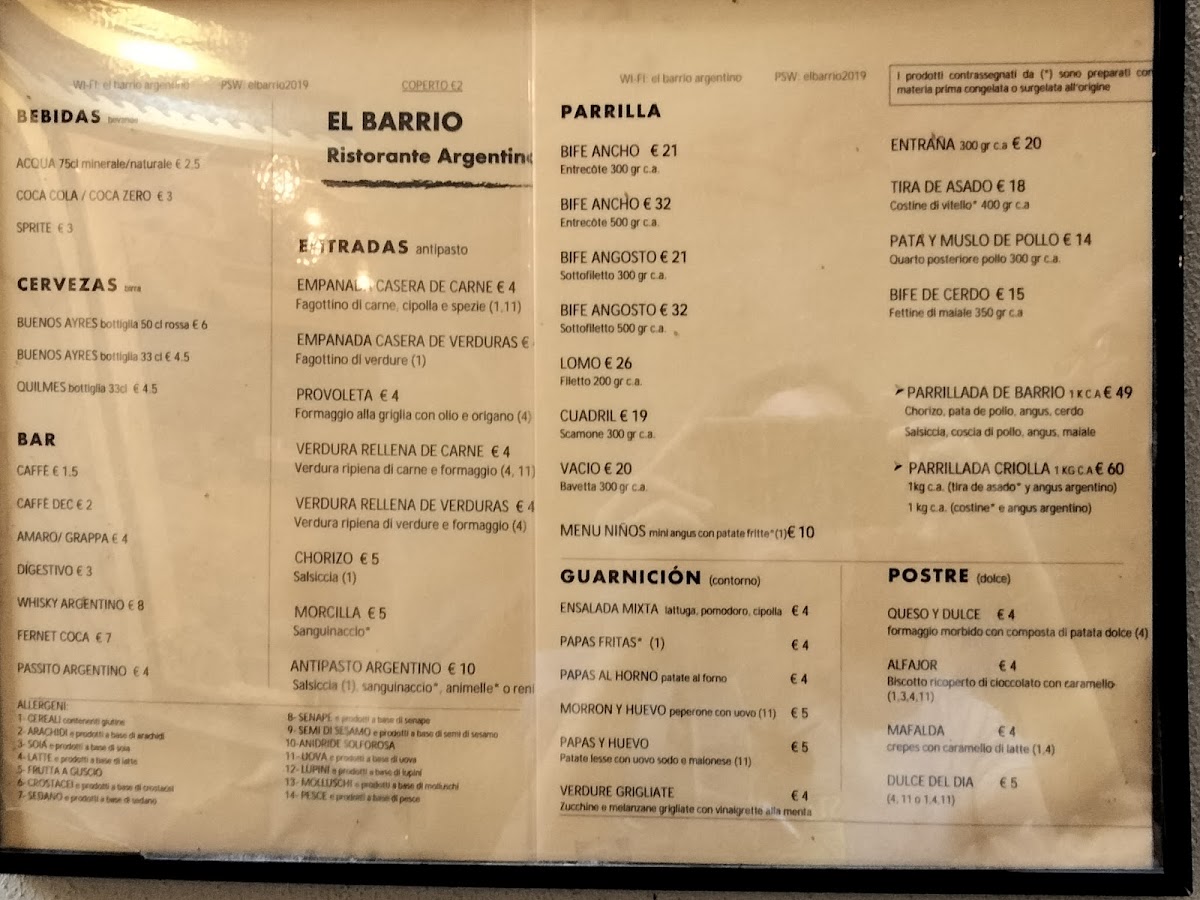 WI-FI: el barrio argentino PSW: elbarrio2019 COPERTO €2
BEBIDAS
ACQUA 75cl minerale/naturale € 2.5
COCA COLA / COCA ZERO € 3
SPRITE € 3
CERVEZAS birra
BUENOS AYRES bottiglia 50 cl rossa € 6
BUENOS AYRES bottiglia 33 cl € 4.5
QUILMES bottiglia 33cl € 4.5
BAR
CAFFÈ € 1.5
CAFFÈ DEC € 2
AMARO/ GRAPPA € 4
DIGESTIVO € 3
WHISKY ARGENTINO € 8
FERNET COCA € 7
PASSITO ARGENTINO € 4
EL BARRIO
Ristorante Argentino
ENTRADAS antipasto
EMPANADA CASERA DE CARNE € 4
Fagottino di carne, cipolla e spezie (1,11)
EMPANADA CASERA DE VERDURAS €
Fagottino di verdure (1)
PROVOLETA € 4
Formaggio alla griglia con olio e origano (4)
VERDURA RELLENA DE CARNE € 4
Verdura ripiena di carne e formaggio (4, 11)
VERDURA RELLENA DE VERDURAS € 4
Verdura ripiena di verdure e formaggio (4)
CHORIZO € 5
Salsiccia (1)
MORCILLA € 5
Sanguinaccio*
ANTIPASTO ARGENTINO € 10
Salsiccia (1), sanguinaccio*, animelle* o reni
ALLERGENI:
1- CEREALI contenenti glutine
2- ARACHIDI e prodotti a base di arachidi
3- SOIA e prodotti a base di soia
4- LATTE e prodotti a base di latte
5- FRUTTA A GUSCIO
6- CROSTACEI e prodotti a base di crostacei
7- SEDANO e prodotti a base di sedano
8- SENAPE e prodotti a base di senape
9- SEMI DI SESAMO e prodotti a base di semi di sesamo
10-ANIDRIDE SOLFOROSA
11- UOVA e prodotti a base di uova
12- LUPINI e prodotti a base di lupini
13- MOLLUSCHI e prodotti a base di molluschi
14- PESCE e prodotti a base di pesce
WI-FI: el barrio argentino PSW: elbarrio2019
I prodotti contrassegnati da (*) sono preparati con
materia prima congelata o surgelata all'origine
PARRILLA
BIFE ANCHO € 21
Entrecôte 300 gr c.a.
BIFE ANCHO € 32
Entrecôte 500 gr c.a.
BIFE ANGOSTO € 21
Sottofiletto 300 gr c.a.
BIFE ANGOSTO € 32
Sottofiletto 500 gr c.a.
LOMO € 26
Filetto 200 gr c.a.
CUADRIL € 19
Scamone 300 gr c.a.
VACIO € 20
Bavetta 300 gr c.a.
MENU NIÑOS mini angus con patate fritte*(1)€ 10
ENTRAÑA 300 gr c.a € 20
TIRA DE ASADO € 18
Costine di vitello* 400 gr c.a
PATA Y MUSLO DE POLLO € 14
Quarto posteriore pollo 300 gr c.a.
BIFE DE CERDO € 15
Fettine di maiale 350 gr c.a
➢ PARRILLADA DE BARRIO 1 K C A € 49
Chorizo, pata de pollo, angus, cerdo
Salsiccia, coscia di pollo, angus, maiale
➢ PARRILLADA CRIOLLA 1 KG C.A € 60
1kg c.a. (tira de asado* y angus argentino)
1 kg c.a. (costine* e angus argentino)
GUARNICIÓN (contorno)
ENSALADA MIXTA lattuga, pomodoro, cipolla € 4
PAPAS FRITAS* (1) € 4
PAPAS AL HORNO patate al forno € 4
MORRON Y HUEVO peperone con uovo (11) € 5
PAPAS Y HUEVO € 5
Patate lesse con uovo sodo e maionese (11)
VERDURE GRIGLIATE € 4
Zucchine e melanzane grigliate con vinaigrette alla menta
POSTRE (dolce)
QUESO Y DULCE € 4
formaggio morbido con composta di patata dolce (4)
ALFAJOR € 4
Biscotto ricoperto di cioccolato con caramello
(1,3,4,11)
MAFALDA € 4
crepes con caramello di latte (1,4)
DULCE DEL DIA € 5
(4, 11 o 1,4,11)